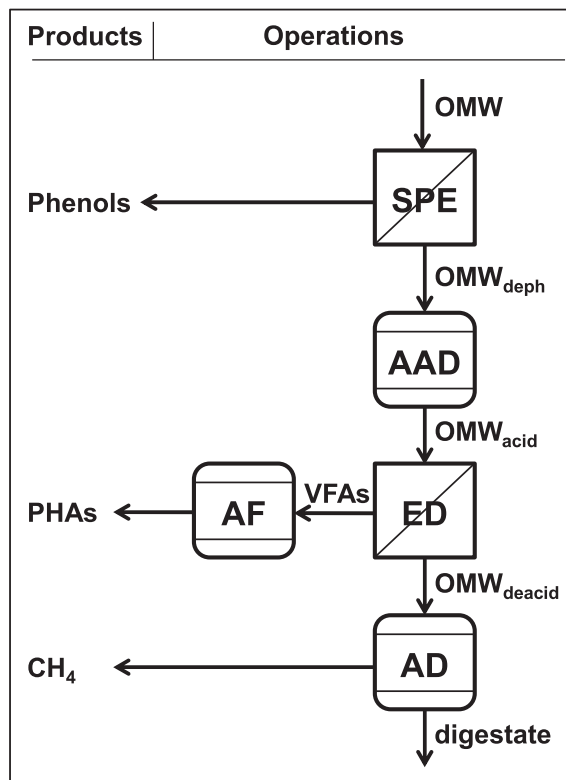 Products Operations
OMW
SPE
Phenols
OMWdeph
AAD
OMWacid
VFAs
PHAs AF ED
OMWdeacid
CH4 AD
digestate